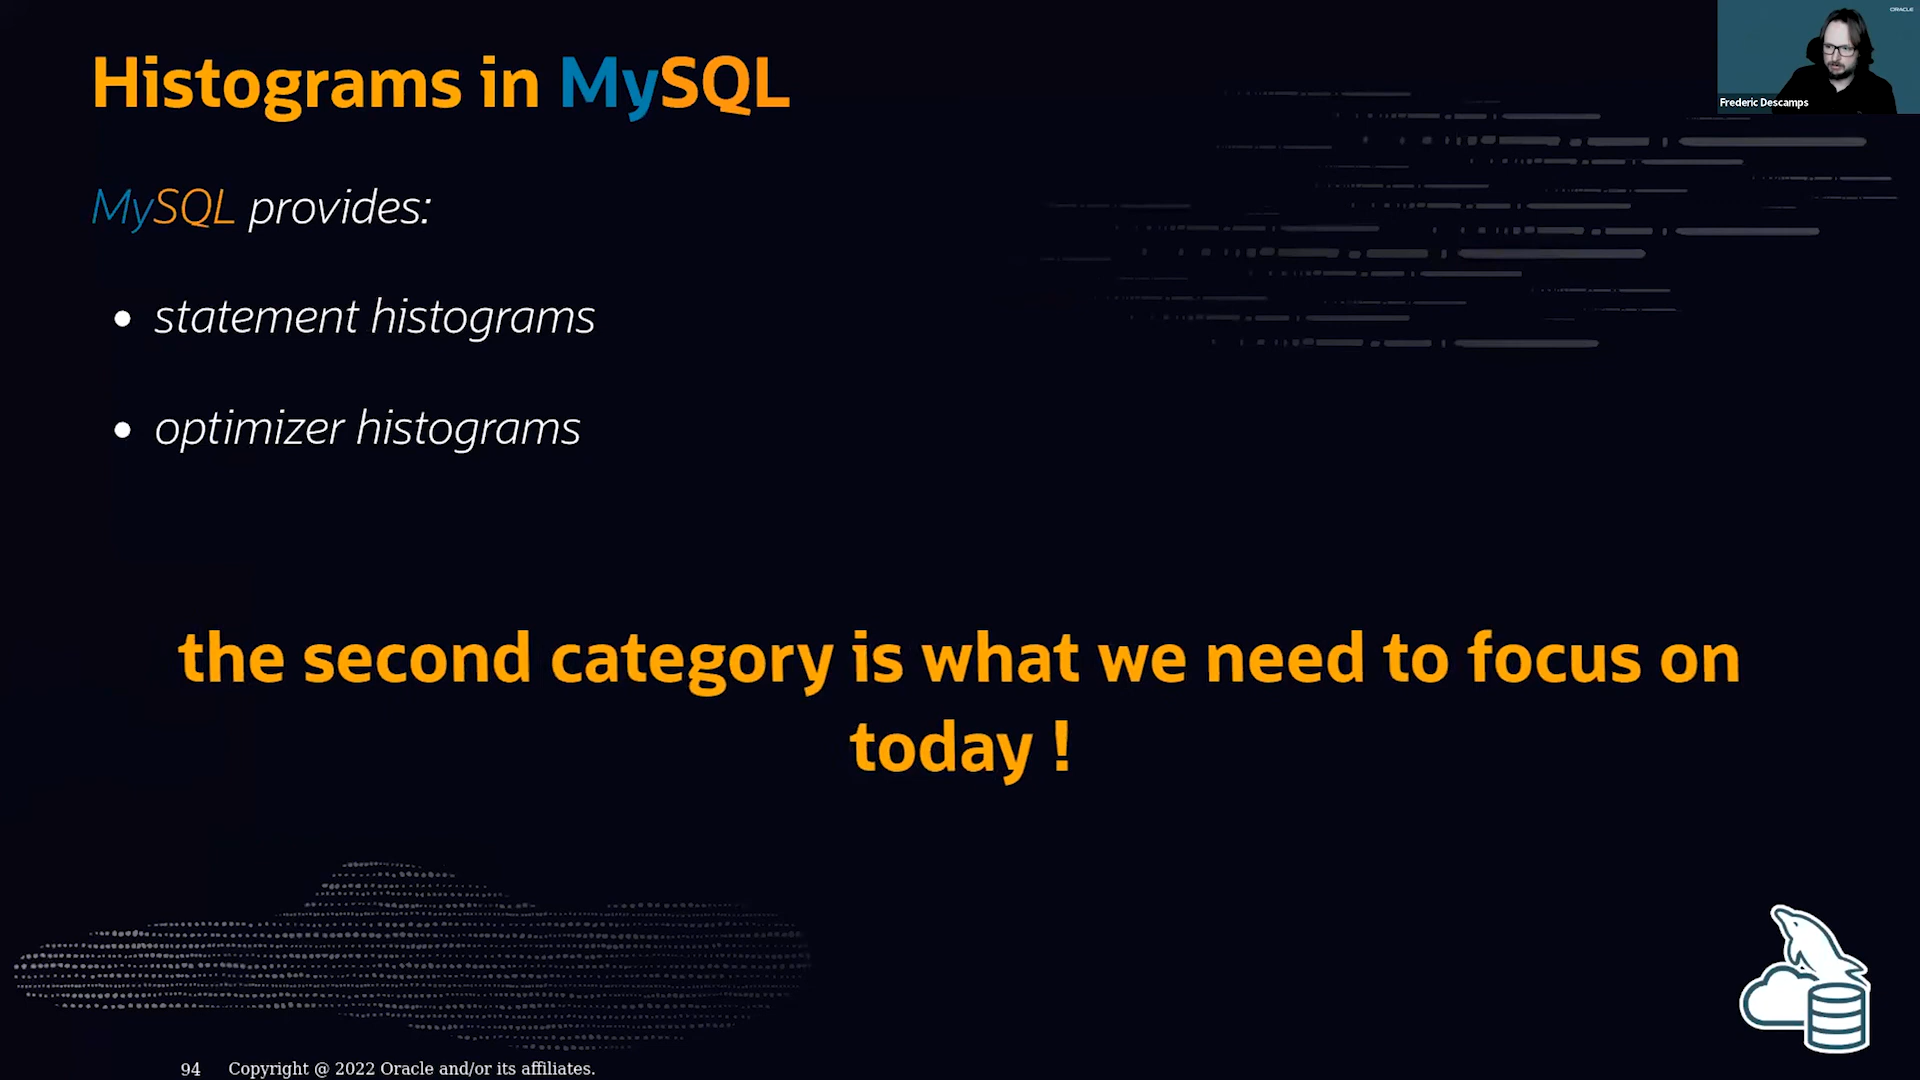 Histograms in MySQL
ORACLE
Frederic Descamps
MySQL provides:
statement histograms
optimizer histograms
the second category is what we need to focus on
today !
94 Copyright @ 2022 Oracle and/or its affiliates.